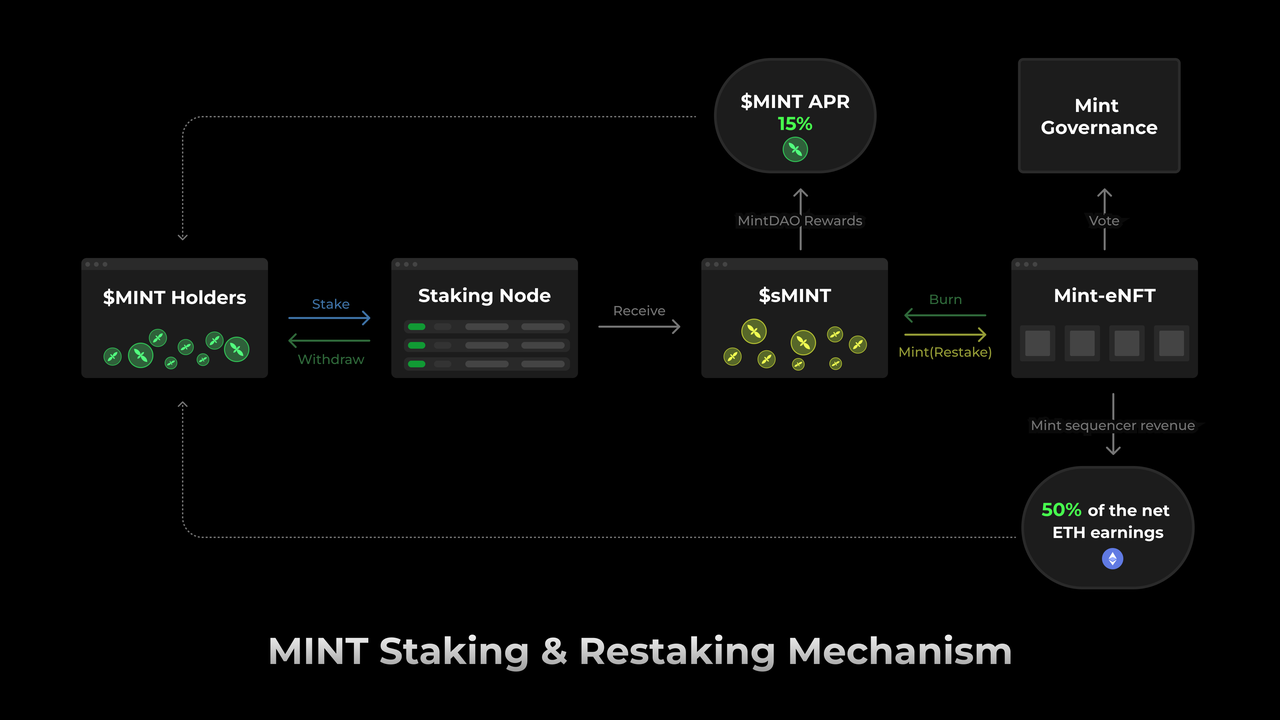 $MINT APR
15%
Mint
Governance
MintDAO Rewards
Vote
$MINT Holders
Stake
Withdraw
Staking Node
Receive
$sMINT
Burn
Mint(Restake)
Mint-eNFT
Mint sequencer revenue
50% of the net
ETH earnings
MINT Staking & Restaking Mechanism